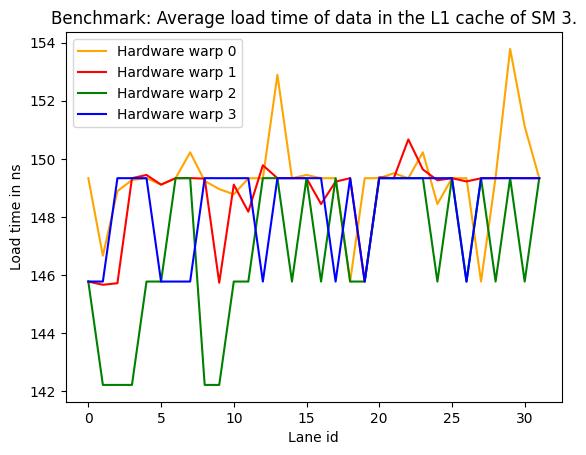 Benchmark: Average load time of data in the L1 cache of SM 3.
154
152
150
148
146
144
142
Load time in ns
Hardware warp 0
Hardware warp 1
Hardware warp 2
Hardware warp 3
0 5 10 15 20 25 30
Lane id